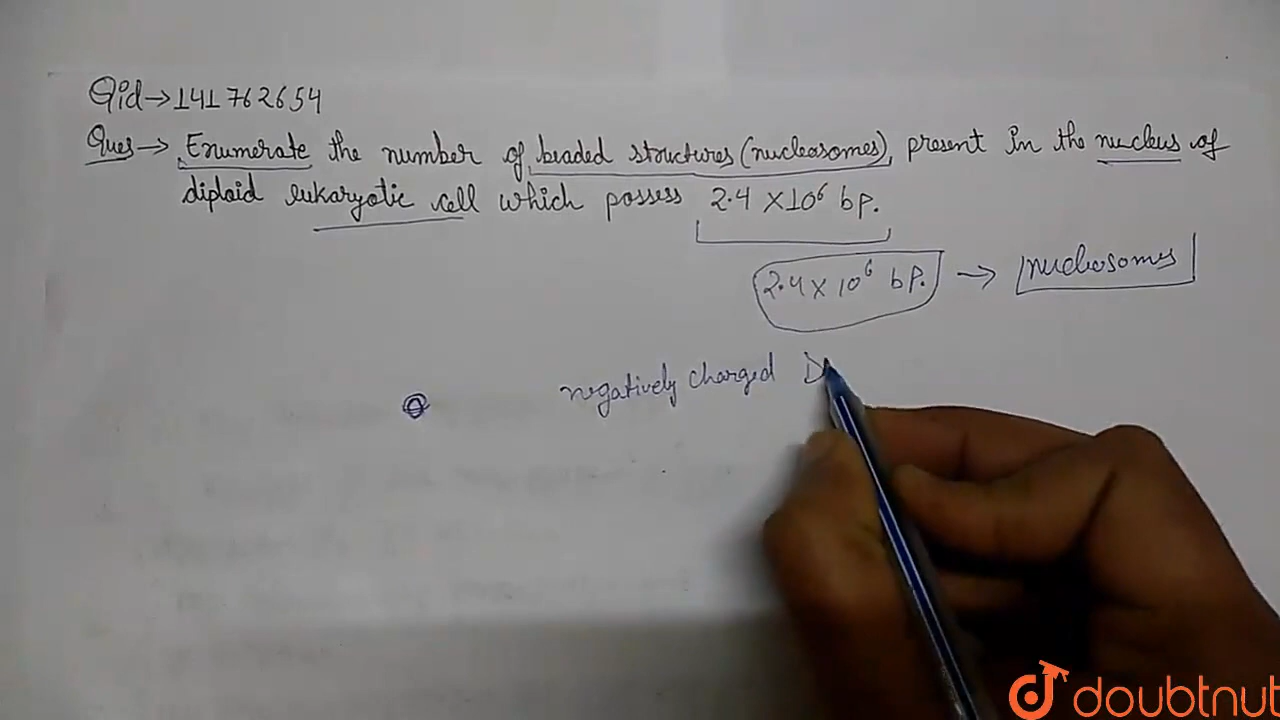 Qid→141762654
Ques→ Enumerate the number of beaded structures (nucleosomes), present in the nucleus of
diploid eukaryotic cell which possess 2.4 X10⁶ bp.
2.4 X 10⁶ bp. → nucleosomes
negatively charged D
doubtnut